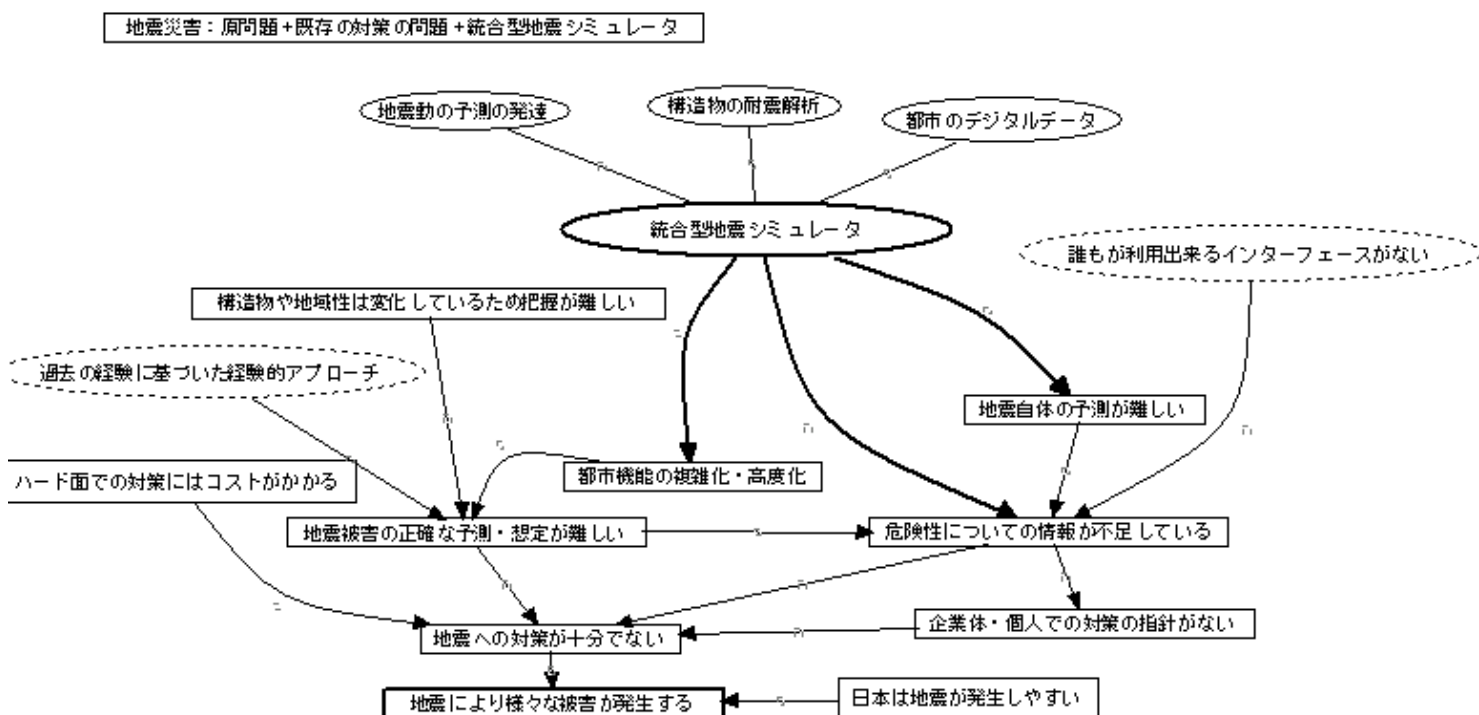 地震災害：原問題+既存の対策の問題+統合型地震シミュレータ
地震動の予測の発達
構造物の耐震解析
都市のデジタルデータ
統合型地震シミュレータ
誰もが利用出来るインターフェースがない
構造物や地域性は変化しているため把握が難しい
過去の経験に基づいた経験的アプローチ
地震自体の予測が難しい
ハード面での対策にはコストがかかる
都市機能の複雑化・高度化
地震被害の正確な予測・想定が難しい
危険性についての情報が不足している
企業体・個人での対策の指針がない
地震への対策が十分でない
地震により様々な被害が発生する
日本は地震が発生しやすい